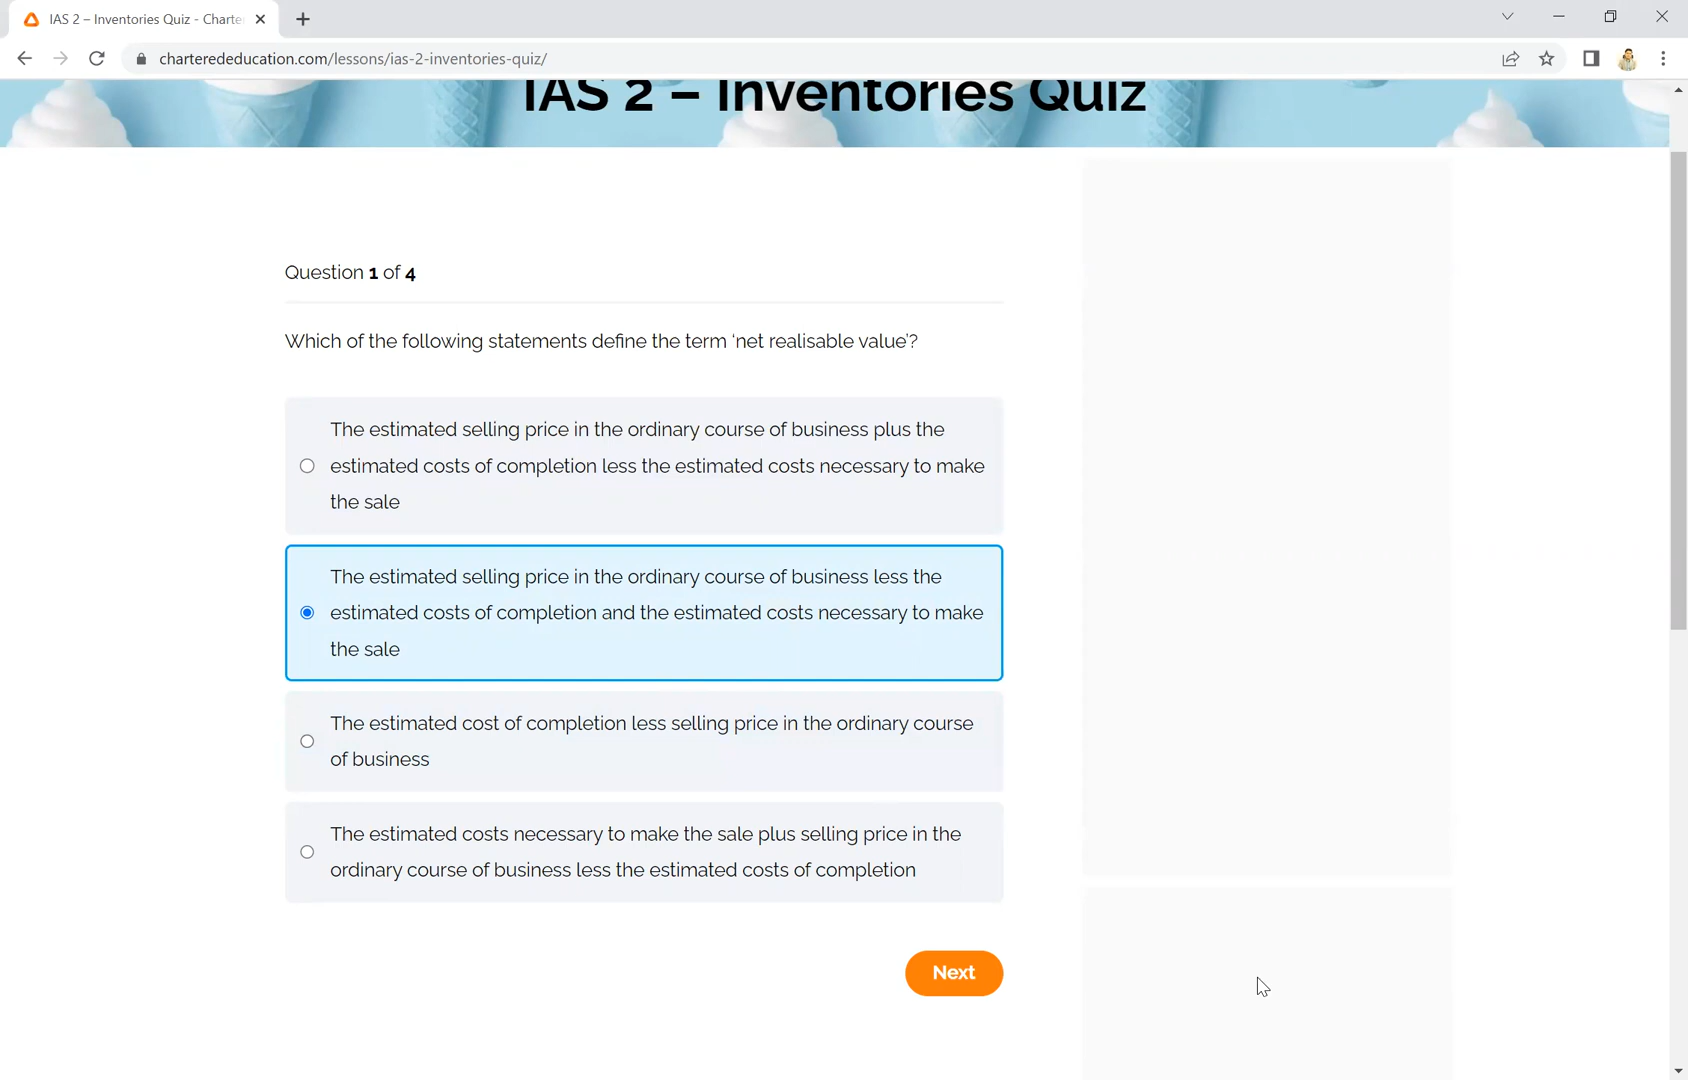 IAS 2 – Inventories Quiz - Charte
charterededucation.com/lessons/ias-2-inventories-quiz/
IAS 2 – Inventories Quiz
Question 1 of 4
Which of the following statements define the term ‘net realisable value’?
The estimated selling price in the ordinary course of business plus the
estimated costs of completion less the estimated costs necessary to make
the sale
The estimated selling price in the ordinary course of business less the
estimated costs of completion and the estimated costs necessary to make
the sale
The estimated cost of completion less selling price in the ordinary course
of business
The estimated costs necessary to make the sale plus selling price in the
ordinary course of business less the estimated costs of completion
Next